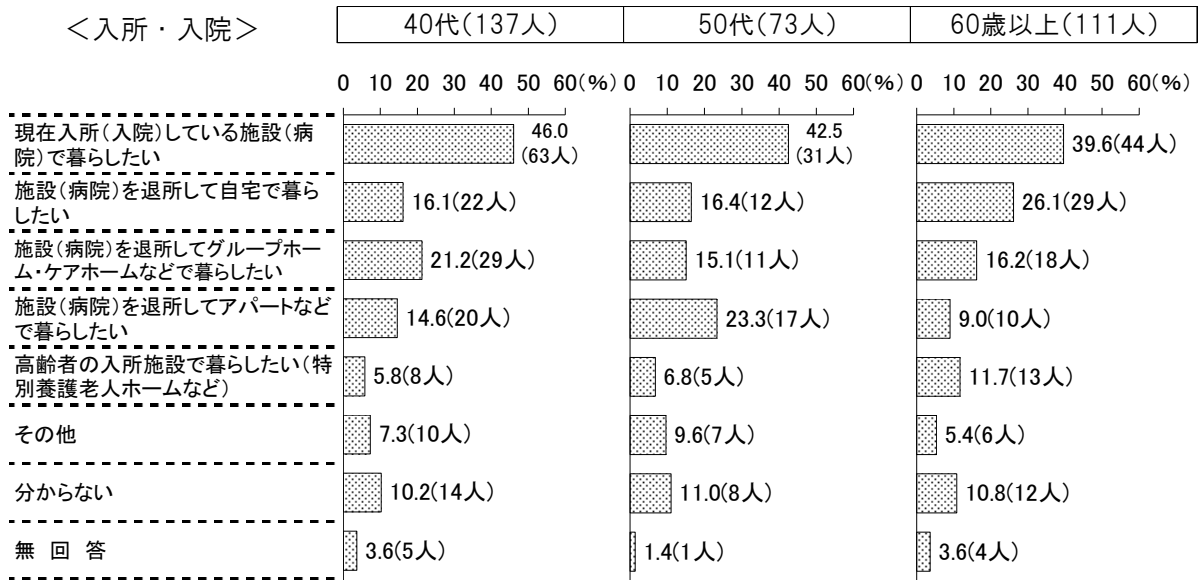 ＜入所・入院＞
40代(137人) 50代(73人) 60歳以上(111人)
0 10 20 30 40 50 60(%) 0 10 20 30 40 50 60(%) 0 10 20 30 40 50 60(%)
現在入所(入院)している施設(病
院)で暮らしたい
46.0
(63人)
42.5
(31人)
39.6(44人)
施設(病院)を退所して自宅で暮ら
したい
16.1(22人) 16.4(12人) 26.1(29人)
施設(病院)を退所してグループホー
ム・ケアホームなどで暮らしたい
21.2(29人) 15.1(11人) 16.2(18人)
施設(病院)を退所してアパートなど
で暮らしたい
14.6(20人) 23.3(17人) 9.0(10人)
高齢者の入所施設で暮らしたい(特
別養護老人ホームなど)
5.8(8人) 6.8(5人) 11.7(13人)
その他
7.3(10人) 9.6(7人) 5.4(6人)
分からない
10.2(14人) 11.0(8人) 10.8(12人)
無 回 答
3.6(5人) 1.4(1人) 3.6(4人)